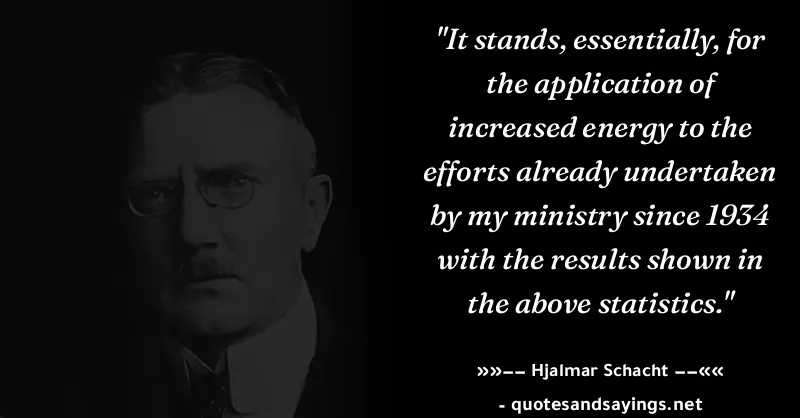 "It stands, essentially, for
the application of
increased energy to the
efforts already undertaken
by my ministry since 1934
with the results shown in
the above statistics."
»»−− Hjalmar Schacht −−««
- quotesandsayings.net